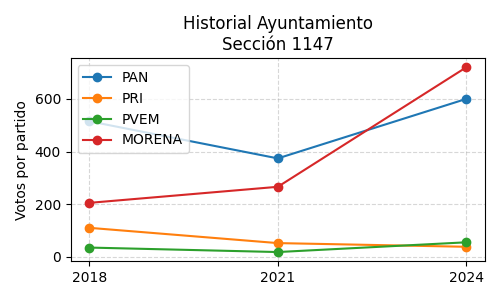 Historial Ayuntamiento
Sección 1147
Votos por partido
600
400
200
0
PAN
PRI
PVEM
MORENA
2018
2021
2024